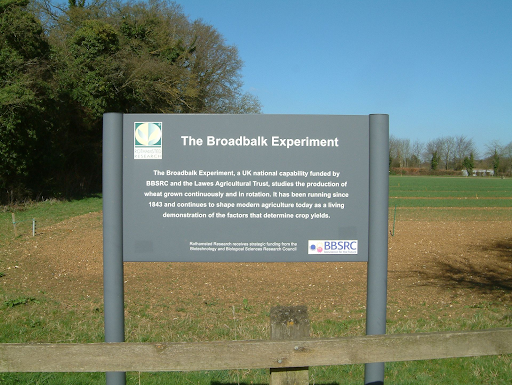 ROTHAMSTED
RESEARCH
The Broadbalk Experiment
The Broadbalk Experiment, a UK national capability funded by
BBSRC and the Lawes Agricultural Trust, studies the production of
wheat grown continuously and in rotation. It has been running since
1843 and continues to shape modern agriculture today as a living
demonstration of the factors that determine crop yields.
Rothamsted Research receives strategic funding from the
Biotechnology and Biological Sciences Research Council
BBSRC